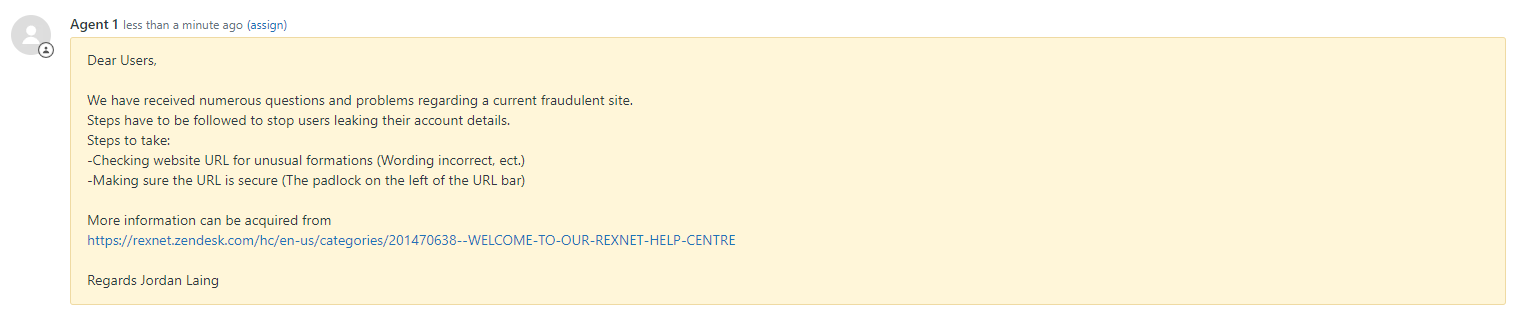 Agent 1 less than a minute ago (assign)
Dear Users,
We have received numerous questions and problems regarding a current fraudulent site.
Steps have to be followed to stop users leaking their account details.
Steps to take:
-Checking website URL for unusual formations (Wording incorrect, ect.)
-Making sure the URL is secure (The padlock on the left of the URL bar)
More information can be acquired from
https://rexnet.zendesk.com/hc/en-us/categories/201470638--WELCOME-TO-OUR-REXNET-HELP-CENTRE
Regards Jordan Laing